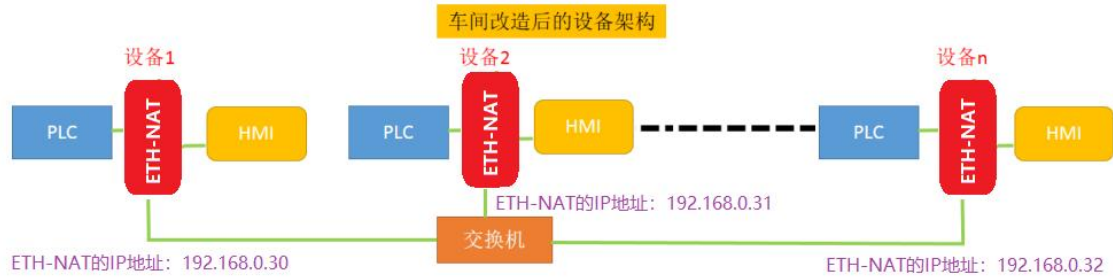 车间改造后的设备架构
设备1
设备2
设备n
PLC
ETH-NAT
HMI
PLC
ETH-NAT
HMI
PLC
ETH-NAT
HMI
ETH-NAT的IP地址：192.168.0.31
交换机
ETH-NAT的IP地址：192.168.0.30
ETH-NAT的IP地址：192.168.0.32